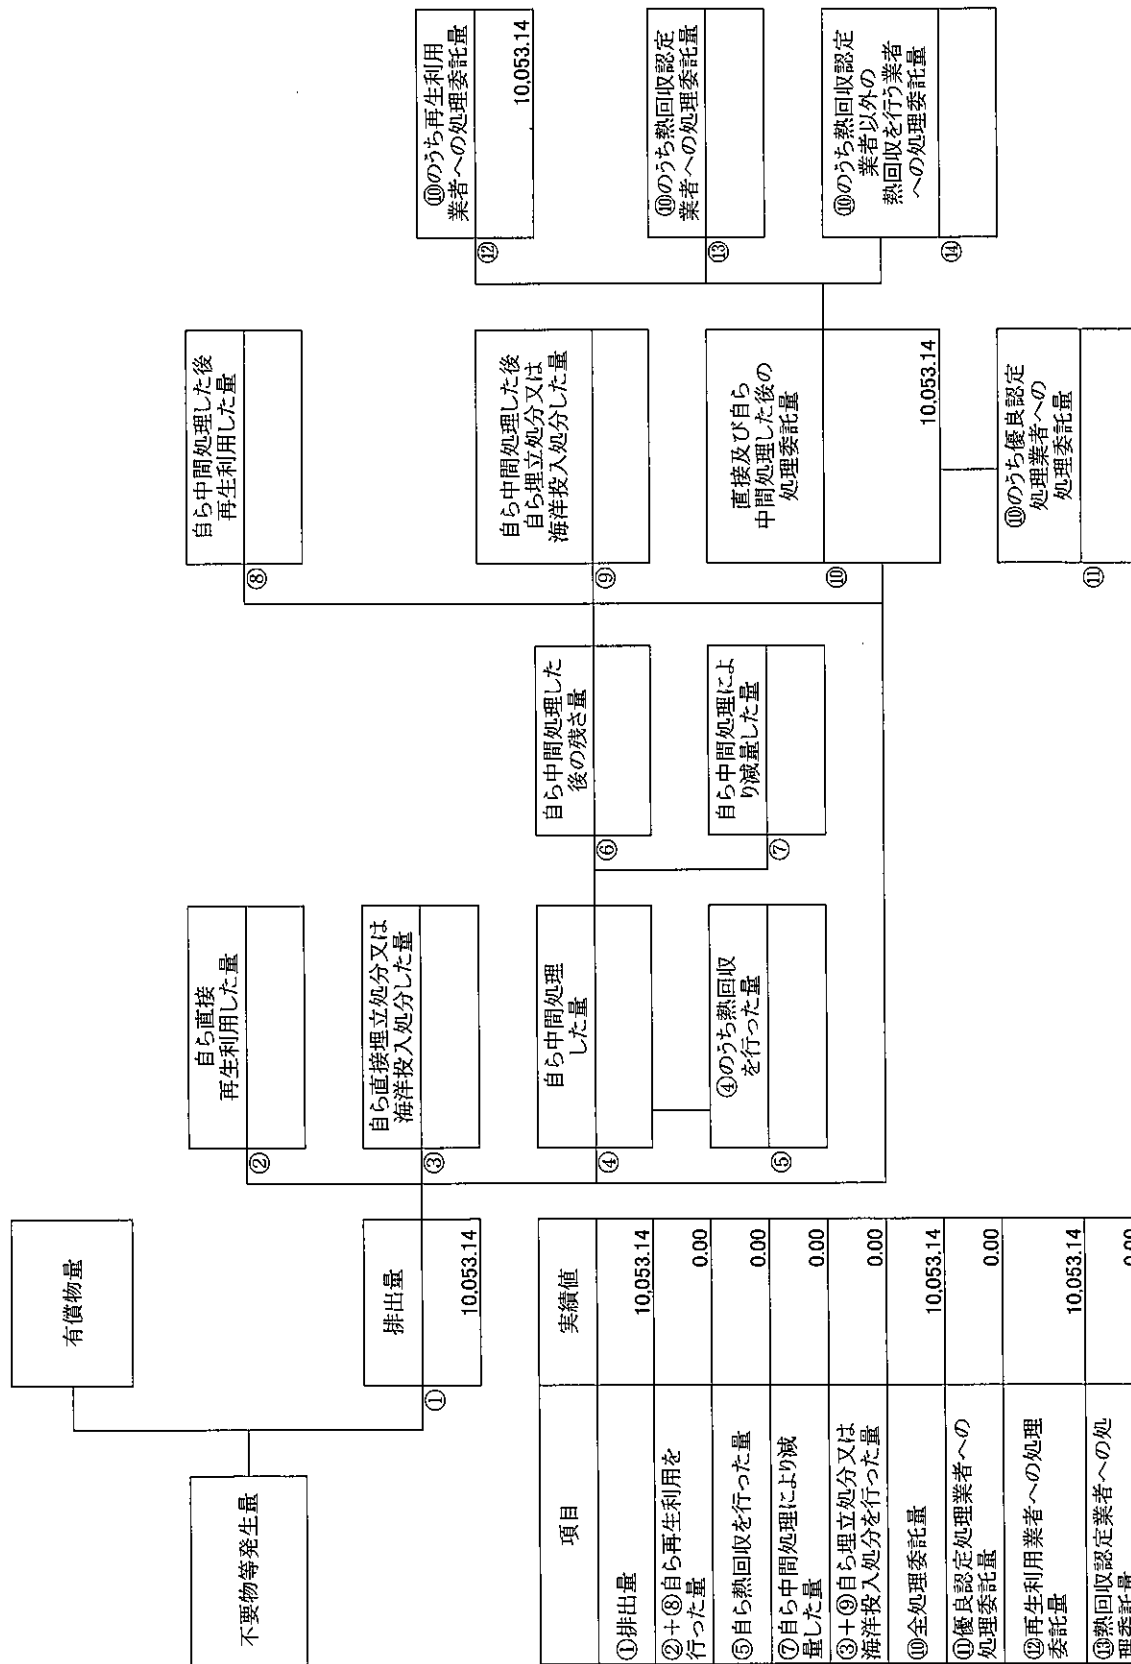 不要物等発生量
有償物量
排出量
①
10,053.14
自ら直接
再生利用した量
②
自ら直接埋立処分又は
海洋投入処分した量
③
自ら中間処理
した量
④
④のうち熱回収
を行った量
⑤
自ら中間処理した
後の残さ量
⑥
自ら中間処理によ
り減量した量
⑦
自ら中間処理した後
再生利用した量
⑧
自ら中間処理した後
自ら埋立処分又は
海洋投入処分した量
⑨
直接及び自ら
中間処理した後の
処理委託量
⑩
10,053.14
⑩のうち優良認定
処理業者への
処理委託量
⑪
⑩のうち再生利用
業者への処理委託量
⑫
10,053.14
⑩のうち熱回収認定
業者への処理委託量
⑬
⑩のうち熱回収認定
業者以外の
熱回収を行う業者
への処理委託量
⑭
項目 実績値
①排出量 10,053.14
②+⑧自ら再生利用を
行った量 0.00
⑤自ら熱回収を行った量 0.00
⑦自ら中間処理により減
量した量 0.00
③+⑨自ら埋立処分又は
海洋投入処分を行った量 0.00
⑩全処理委託量 10,053.14
⑪優良認定処理業者への
処理委託量 0.00
⑫再生利用業者への処理
委託量 10,053.14
⑬熱回収認定業者への処
理委託量 0.00